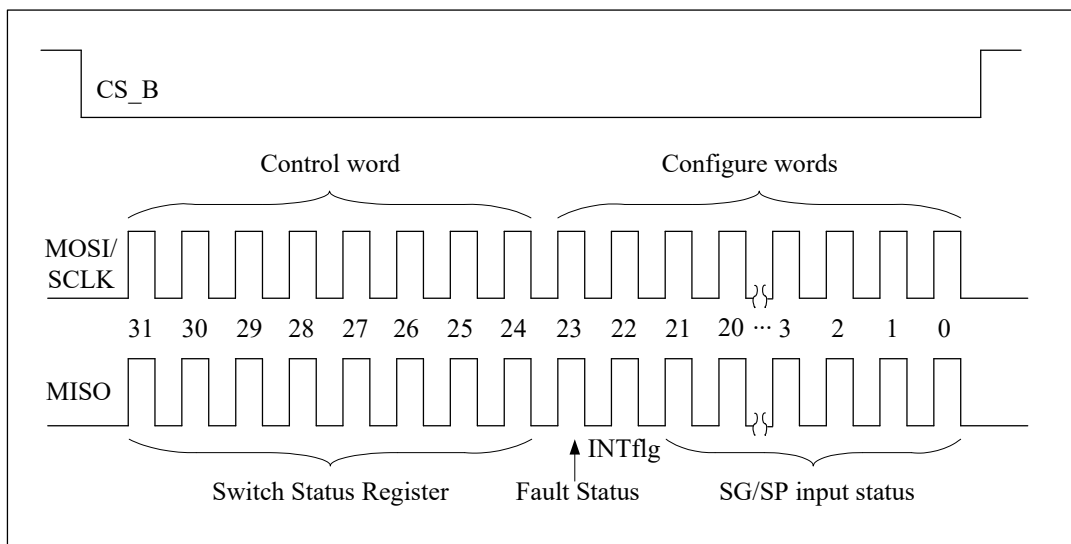 CS_B
Control word Configure words
MOSI/
SCLK
31 30 29 28 27 26 25 24 23 22 21 20 ··· 3 2 1 0
MISO
INTflg
Switch Status Register Fault Status SG/SP input status